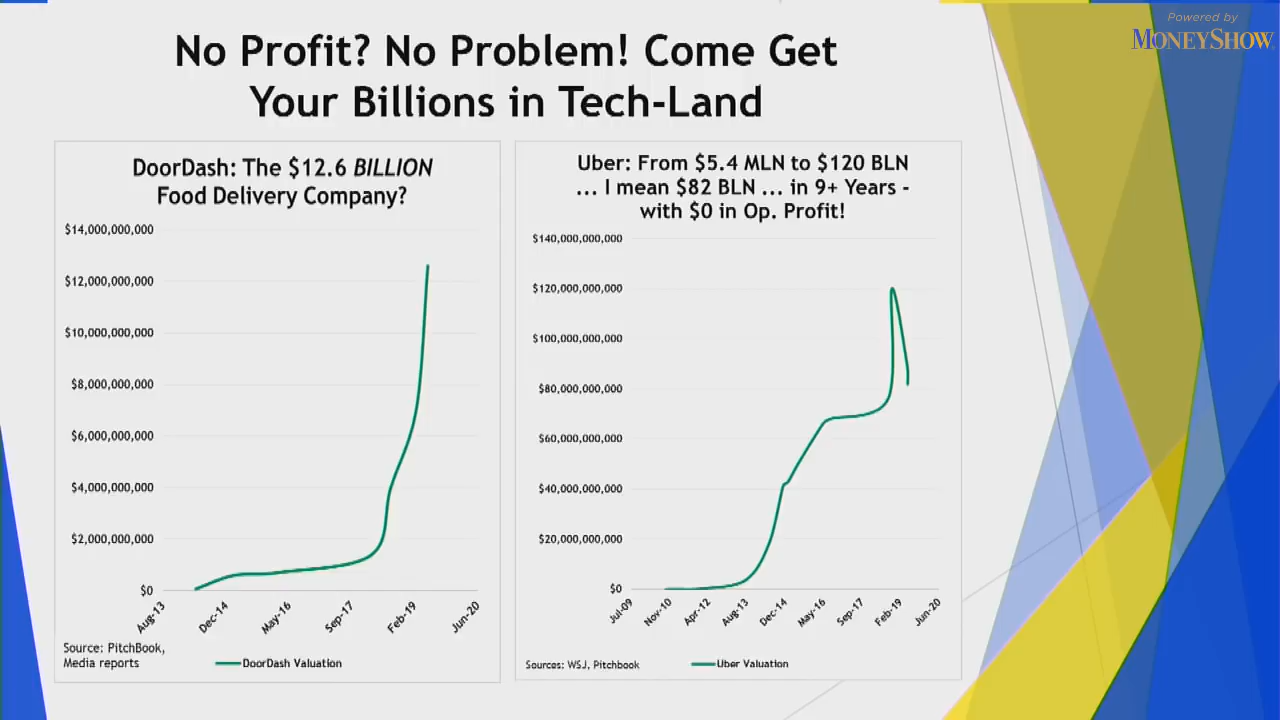 Powered by
MONEYSHOW
No Profit? No Problem! Come Get
Your Billions in Tech-Land
DoorDash: The $12.6 BILLION
Food Delivery Company?
$14,000,000,000
$12,000,000,000
$10,000,000,000
$8,000,000,000
$6,000,000,000
$4,000,000,000
$2,000,000,000
$0
Aug-13
Dec-14
May-16
Sep-17
Feb-19
Jun-20
Source: PitchBook,
Media reports
DoorDash Valuation
Uber: From $5.4 MLN to $120 BLN
... I mean $82 BLN ... in 9+ Years -
with $0 in Op. Profit!
$140,000,000,000
$120,000,000,000
$100,000,000,000
$80,000,000,000
$60,000,000,000
$40,000,000,000
$20,000,000,000
$0
Jul-09
Nov-10
Apr-12
Aug-13
Dec-14
May-16
Sep-17
Feb-19
Jun-20
Sources: WSJ, Pitchbook
Uber Valuation